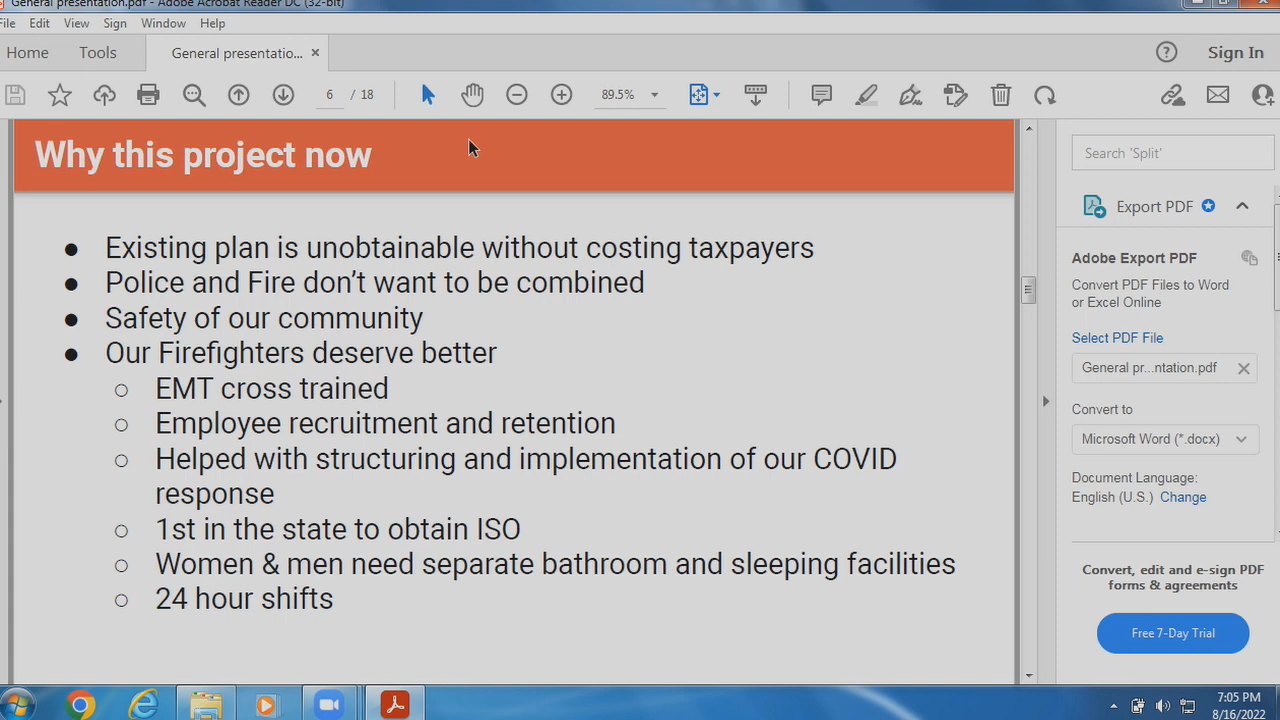 General presentation.pdf - Adobe Acrobat Reader DC (32-bit)
File Edit View Sign Window Help
Home Tools General presentatio... × Sign In
6 / 18 89.5%
Why this project now
Search 'Split'
Export PDF
● Existing plan is unobtainable without costing taxpayers
● Police and Fire don't want to be combined
● Safety of our community
● Our Firefighters deserve better
○ EMT cross trained
○ Employee recruitment and retention
○ Helped with structuring and implementation of our COVID
response
○ 1st in the state to obtain ISO
○ Women & men need separate bathroom and sleeping facilities
○ 24 hour shifts
Adobe Export PDF
Convert PDF Files to Word
or Excel Online
Select PDF File
General pr...ntation.pdf
Convert to
Microsoft Word (*.docx)
Document Language:
English (U.S.) Change
Convert, edit and e-sign PDF
forms & agreements
Free 7-Day Trial
7:05 PM
8/16/2022